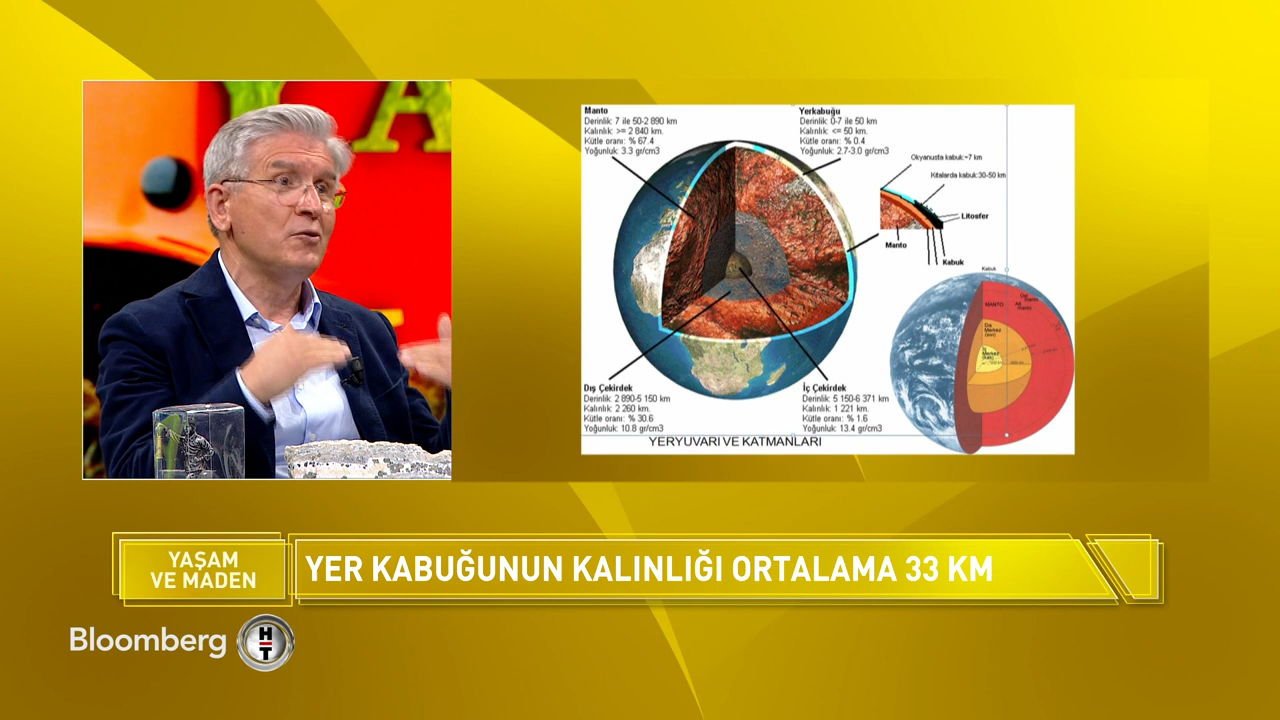 YA
Manto
Derinlik: 7 ile 50-2 890 km
Kalınlık: >= 2 840 km.
Kütle oranı: % 67.4
Yoğunluk: 3.3 gr/cm3
Yerkabuğu
Derinlik: 0-7 ile 50 km
Kalınlık: <= 50 km.
Kütle oranı: % 0.4
Yoğunluk: 2.7-3.0 gr/cm3
Okyanusta kabuk:~7 km
Kıtalarda kabuk:30-50 km
Litosfer
Manto
Kabuk
Kabuk
MANTO
Dış Çekirdek
Derinlik: 2 890-5 150 km
Kalınlık: 2 260 km.
Kütle oranı: % 30.6
Yoğunluk: 10.8 gr/cm3
İç Çekirdek
Derinlik: 5 150-6 371 km
Kalınlık: 1 221 km.
Kütle oranı: % 1.6
Yoğunluk: 13.4 gr/cm3
YERYUVARI VE KATMANLARI
YAŞAM
VE MADEN
YER KABUĞUNUN KALINLIĞI ORTALAMA 33 KM
Bloomberg HT